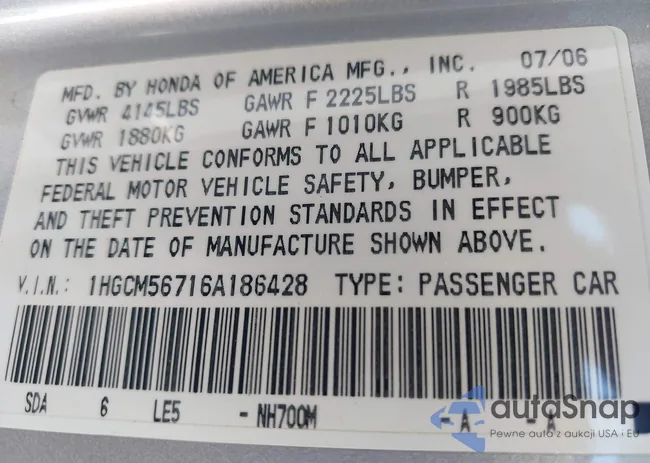 MFD. BY HONDA OF AMERICA MFG., INC. 07/06
GVWR 4145LBS GAWR F 2225LBS R 1985LBS
GVWR 1880KG GAWR F 1010KG R 900KG
THIS VEHICLE CONFORMS TO ALL APPLICABLE
FEDERAL MOTOR VEHICLE SAFETY, BUMPER,
AND THEFT PREVENTION STANDARDS IN EFFECT
ON THE DATE OF MANUFACTURE SHOWN ABOVE.
V.I.N.: 1HGCM56716A186428 TYPE: PASSENGER CAR
SDA 6 LE5 - NH700M - A - A
autaSnap
Pewne auta z aukcji USA i EU